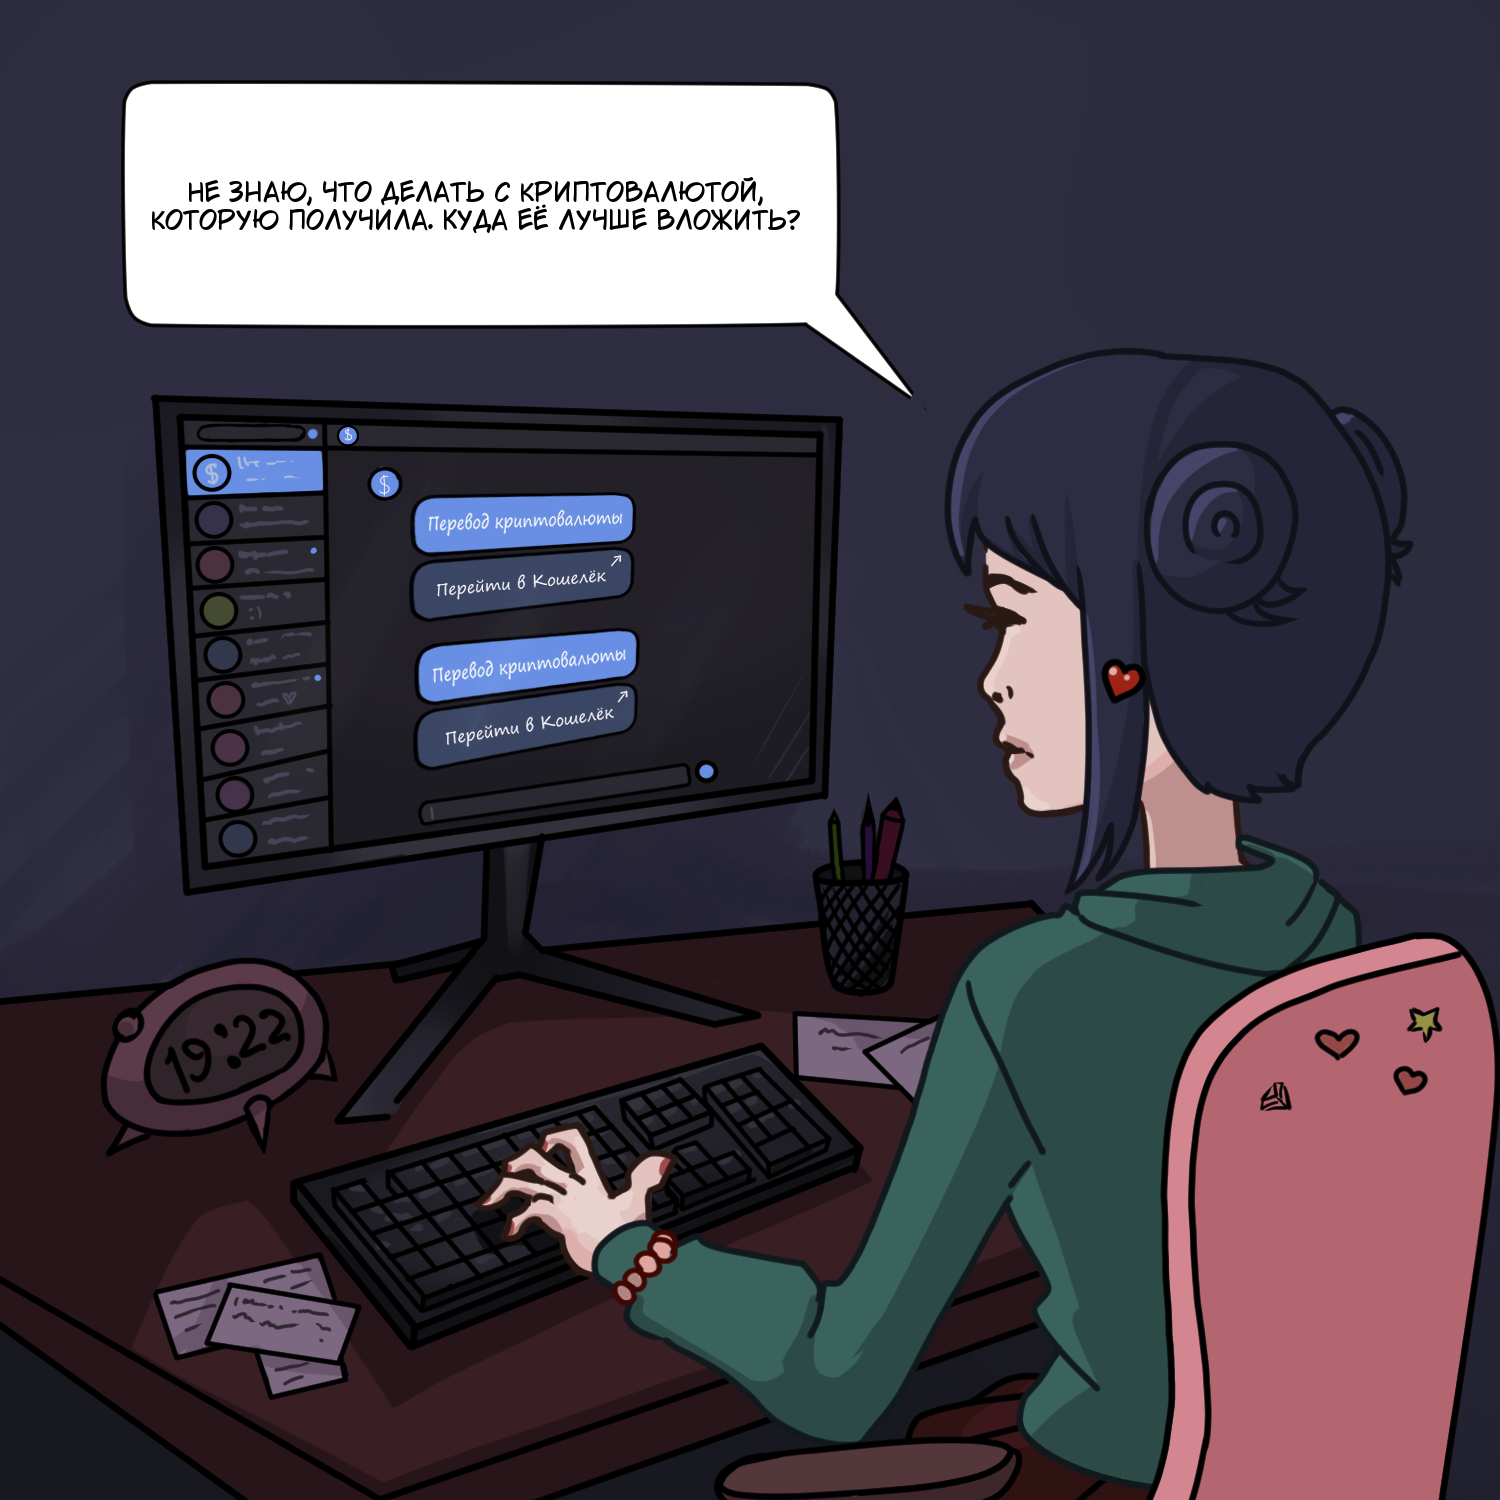 НЕ ЗНАЮ, ЧТО ДЕЛАТЬ С КРИПТОВАЛЮТОЙ,
КОТОРУЮ ПОЛУЧИЛА. КУДА ЕЁ ЛУЧШЕ ВЛОЖИТЬ?
$
$
$
Перевод криптовалюты
Перейти в Кошелёк
:)
Перевод криптовалюты
Перейти в Кошелёк
19:22